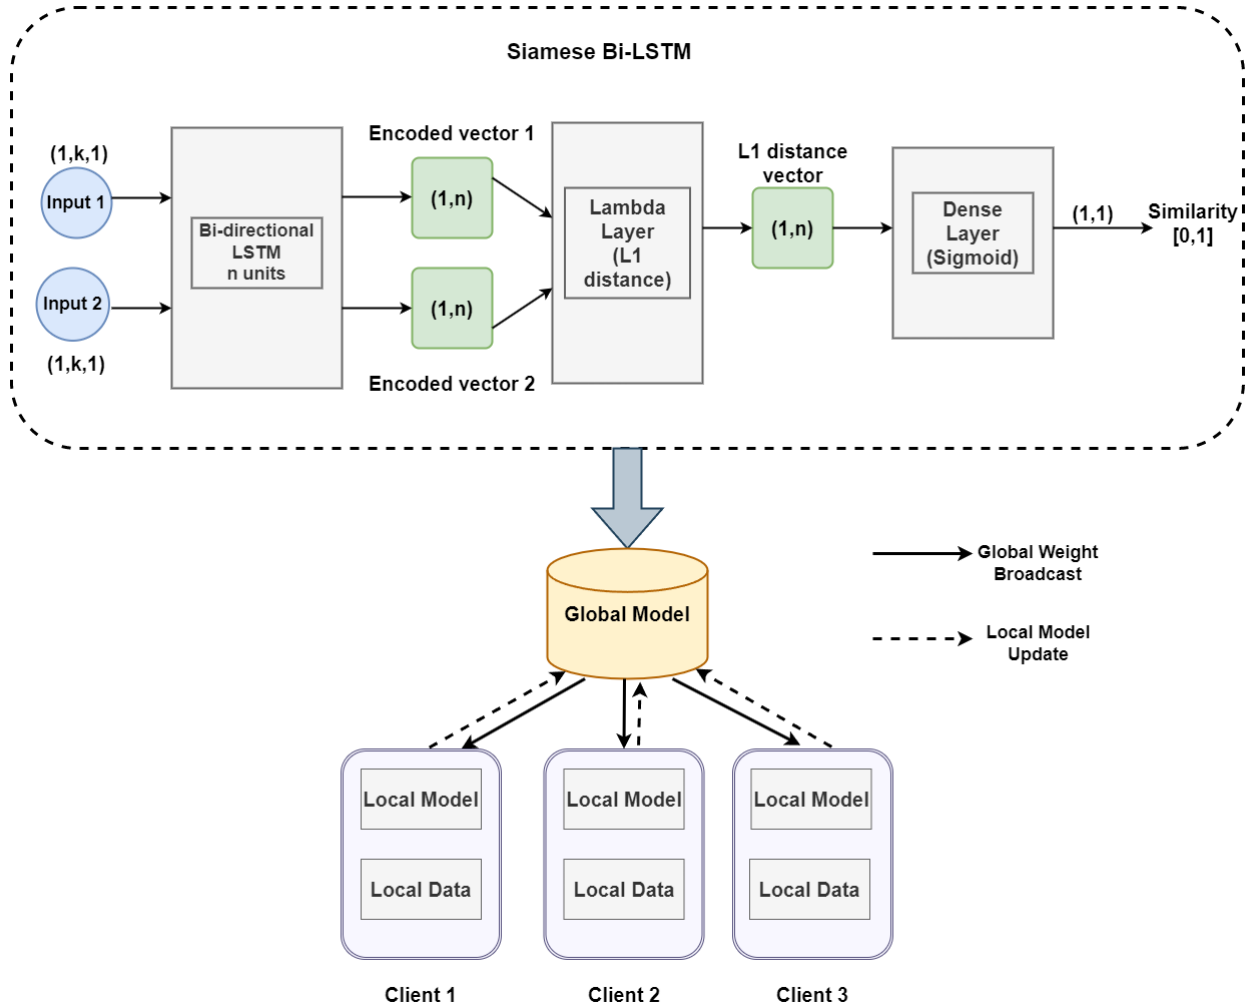 Siamese Bi-LSTM
(1,k,1)
Input 1
Input 2
(1,k,1)
Bi-directional
LSTM
n units
Encoded vector 1
(1,n)
(1,n)
Encoded vector 2
Lambda
Layer
(L1
distance)
L1 distance
vector
(1,n)
Dense
Layer
(Sigmoid)
(1,1)
Similarity
[0,1]
Global Model
Global Weight
Broadcast
Local Model
Update
Local Model
Local Data
Client 1
Local Model
Local Data
Client 2
Local Model
Local Data
Client 3